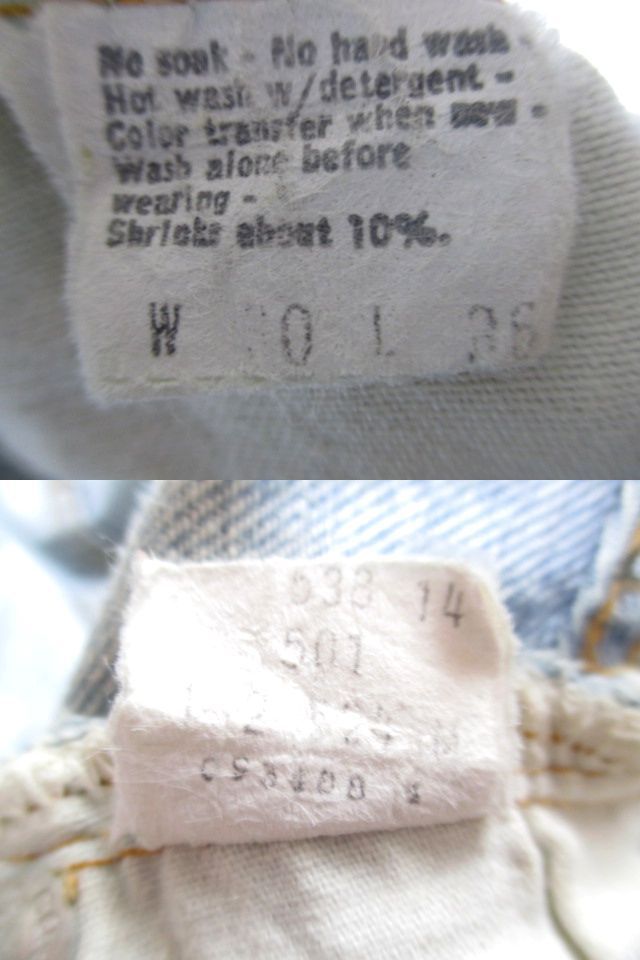 No soak - No hand wash -
Hot wash w/detergent -
Color transfer when new -
Wash alone before
wearing -
Shrinks about 10%.
W 30 L 36
538 14
501